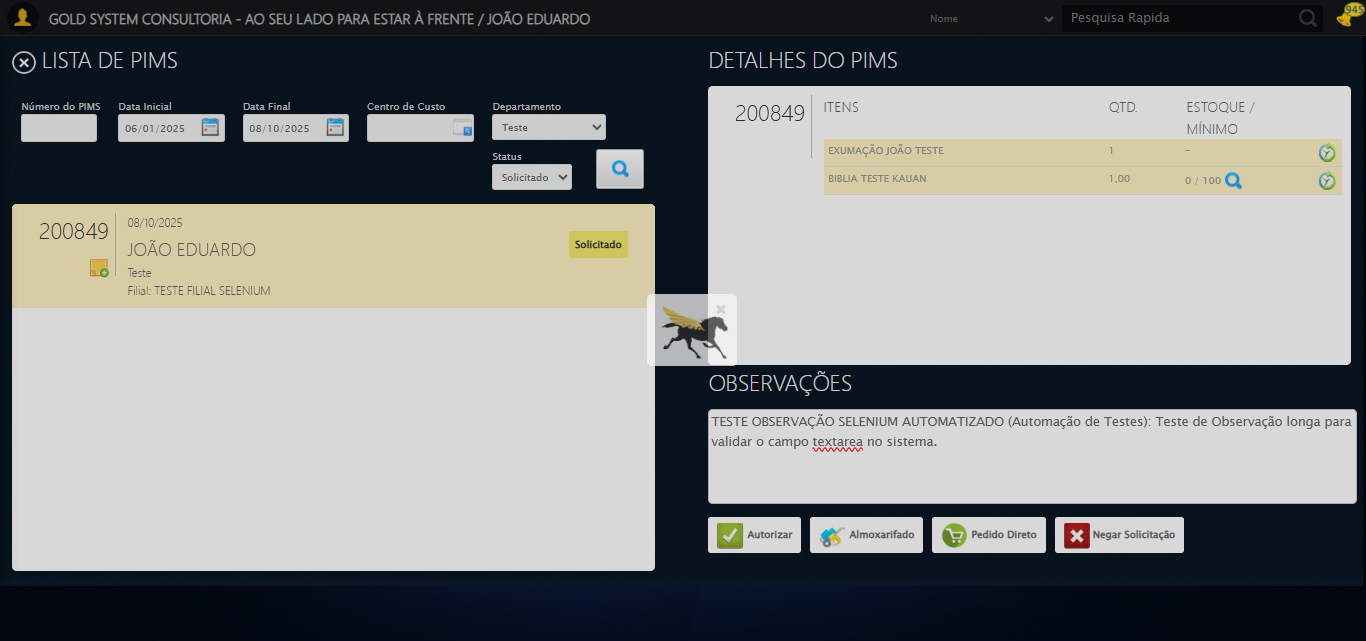 GOLD SYSTEM CONSULTORIA - AO SEU LADO PARA ESTAR À FRENTE / JOÃO EDUARDO
Nome
Pesquisa Rapida
945
LISTA DE PIMS
Número do PIMS
Data Inicial
Data Final
Centro de Custo
Departamento
06/01/2025
08/10/2025
Teste
Status
Solicitado
200849
08/10/2025
JOÃO EDUARDO
Teste
Filial: TESTE FILIAL SELENIUM
Solicitado
DETALHES DO PIMS
200849
ITENS
QTD.
ESTOQUE /
MÍNIMO
EXUMAÇÃO JOÃO TESTE
1
-
BIBLIA TESTE KAUAN
1,00
0 / 100
OBSERVAÇÕES
TESTE OBSERVAÇÃO SELENIUM AUTOMATIZADO (Automação de Testes): Teste de Observação longa para
validar o campo textarea no sistema.
Autorizar
Almoxarifado
Pedido Direto
Negar Solicitação